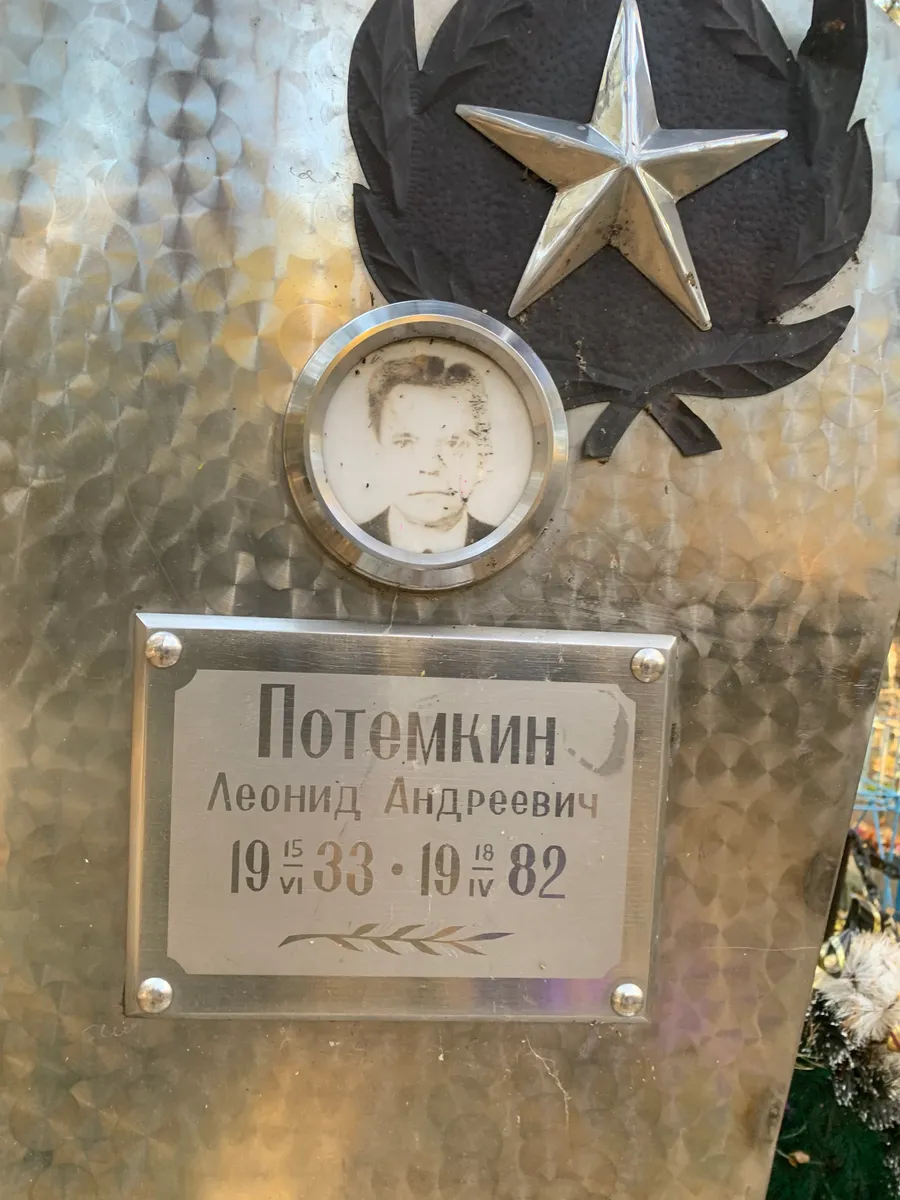 Потемкин
Леонид Андреевич
19 15/VI 33 · 19 18/IV 82